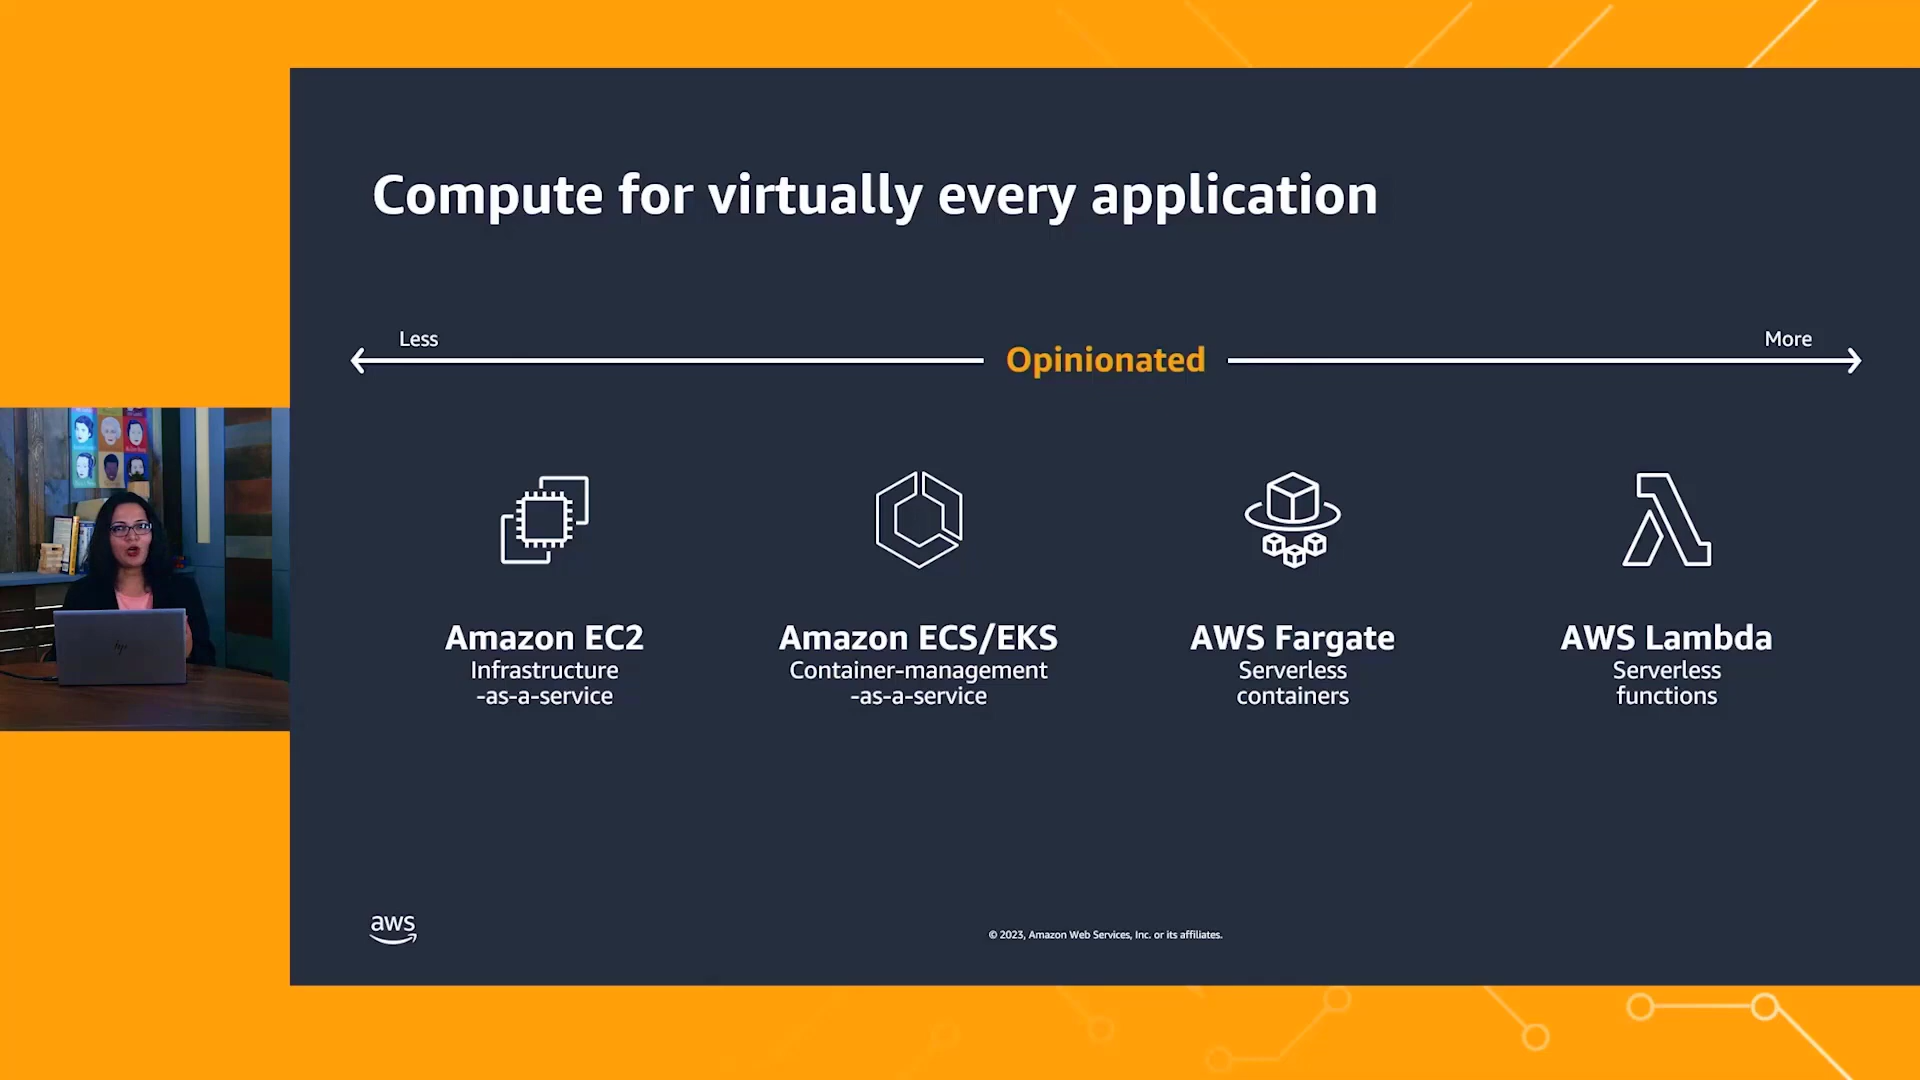 Compute for virtually every application
Less
Opinionated
More
Amazon EC2
Infrastructure
-as-a-service
Amazon ECS/EKS
Container-management
-as-a-service
AWS Fargate
Serverless
containers
AWS Lambda
Serverless
functions
aws
© 2023, Amazon Web Services, Inc. or its affiliates.
hp